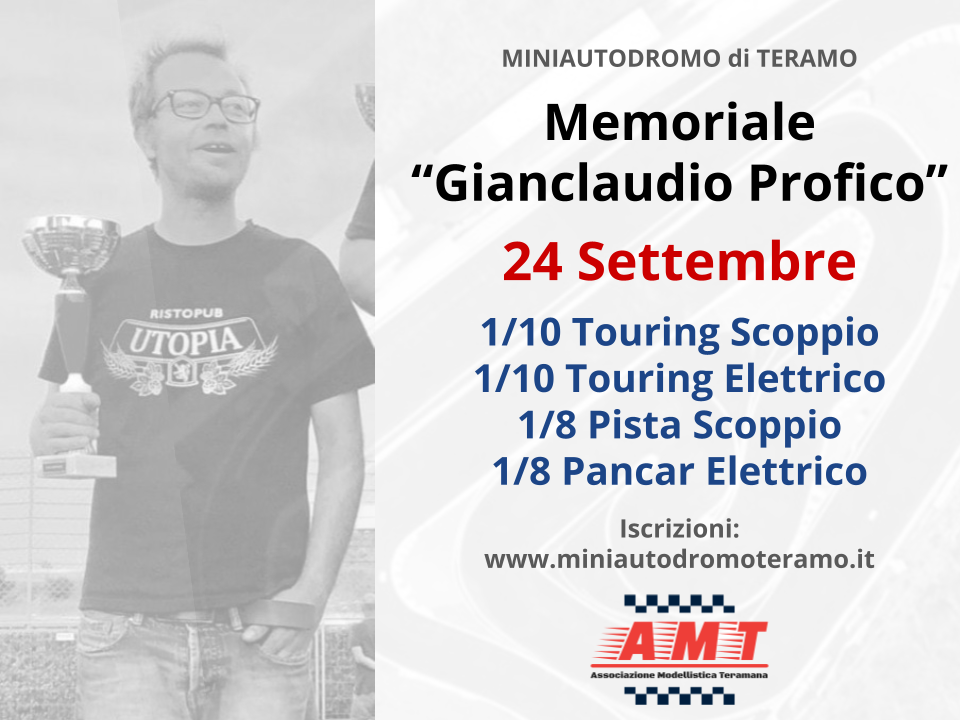 MINIAUTODROMO di TERAMO
Memoriale
“Gianclaudio Profico”
24 Settembre
1/10 Touring Scoppio
1/10 Touring Elettrico
1/8 Pista Scoppio
1/8 Pancar Elettrico
Iscrizioni:
www.miniautodromoteramo.it
AMT
Associazione Modellistica Teramana
RISTOPUB
UTOPIA